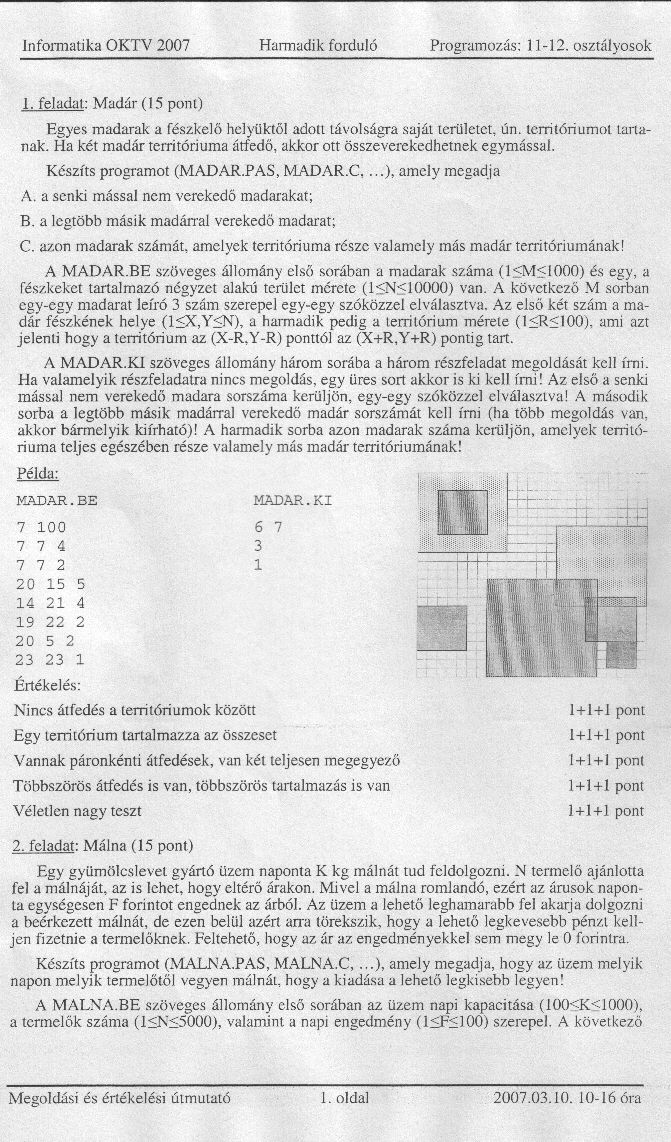 Informatika OKTV 2007 Harmadik forduló Programozás: 11-12. osztályosok
1. feladat: Madár (15 pont)
Egyes madarak a fészkelő helyüktől adott távolságra saját területet, ún. territóriumot tarta-
nak. Ha két madár territóriuma átfedő, akkor ott összeverekedhetnek egymással.
Készíts programot (MADAR.PAS, MADAR.C, ...), amely megadja
A. a senki mással nem verekedő madarakat;
B. a legtöbb másik madárral verekedő madarat;
C. azon madarak számát, amelyek territóriuma része valamely más madár territóriumának!
A MADAR.BE szöveges állomány első sorában a madarak száma (1≤M≤1000) és egy, a
fészkeket tartalmazó négyzet alakú terület mérete (1≤N≤10000) van. A következő M sorban
egy-egy madarat leíró 3 szám szerepel egy-egy szóközzel elválasztva. Az első két szám a ma-
dár fészkének helye (1≤X,Y≤N), a harmadik pedig a territórium mérete (1≤R≤100), ami azt
jelenti hogy a territórium az (X-R,Y-R) ponttól az (X+R,Y+R) pontig tart.
A MADAR.KI szöveges állomány három sorába a három részfeladat megoldását kell írni.
Ha valamelyik részfeladatra nincs megoldás, egy üres sort akkor is ki kell írni! Az első a senki
mással nem verekedő madara sorszáma kerüljön, egy-egy szóközzel elválasztva! A második
sorba a legtöbb másik madárral verekedő madár sorszámát kell írni (ha több megoldás van,
akkor bármelyik kiírható)! A harmadik sorba azon madarak száma kerüljön, amelyek territó-
riuma teljes egészében része valamely más madár territóriumának!
Példa:
MADAR.BE MADAR.KI
7 100 6 7
7 7 4 3
7 7 2 1
20 15 5
14 21 4
19 22 2
20 5 2
23 23 1
Értékelés:
Nincs átfedés a territóriumok között 1+1+1 pont
Egy territórium tartalmazza az összeset 1+1+1 pont
Vannak páronkénti átfedések, van két teljesen megegyező 1+1+1 pont
Többszörös átfedés is van, többszörös tartalmazás is van 1+1+1 pont
Véletlen nagy teszt 1+1+1 pont
2. feladat: Málna (15 pont)
Egy gyümölcslevet gyártó üzem naponta K kg málnát tud feldolgozni. N termelő ajánlotta
fel a málnáját, az is lehet, hogy eltérő árakon. Mivel a málna romlandó, ezért az árusok napon-
ta egységesen F forintot engednek az árból. Az üzem a lehető leghamarabb fel akarja dolgozni
a beérkezett málnát, de ezen belül azért arra törekszik, hogy a lehető legkevesebb pénzt kell-
jen fizetnie a termelőknek. Feltehető, hogy az ár az engedményekkel sem megy le 0 forintra.
Készíts programot (MALNA.PAS, MALNA.C, ...), amely megadja, hogy az üzem melyik
napon melyik termelőtől vegyen málnát, hogy a kiadása a lehető legkisebb legyen!
A MALNA.BE szöveges állomány első sorában az üzem napi kapacitása (100≤K≤1000),
a termelők száma (1≤N≤5000), valamint a napi engedmény (1≤F≤100) szerepel. A következő
Megoldási és értékelési útmutató 1. oldal 2007.03.10. 10-16 óra